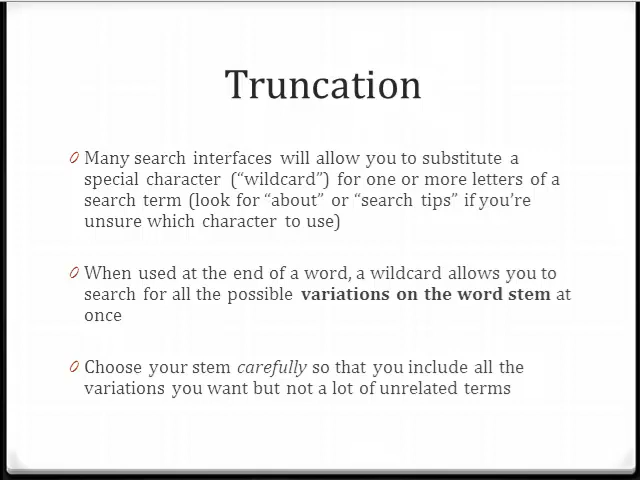 Truncation
Many search interfaces will allow you to substitute a
special character (“wildcard”) for one or more letters of a
search term (look for “about” or “search tips” if you’re
unsure which character to use)
When used at the end of a word, a wildcard allows you to
search for all the possible variations on the word stem at
once
Choose your stem carefully so that you include all the
variations you want but not a lot of unrelated terms